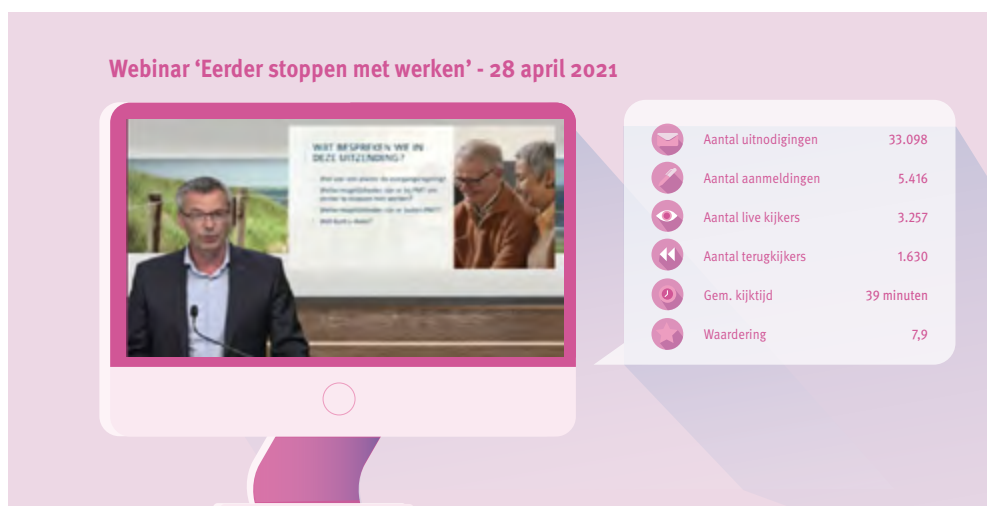 Webinar ‘Eerder stoppen met werken’ - 28 april 2021
WAT BESPREKEN WE IN
DEZE UITZENDING?
Aantal uitnodigingen 33.098
Aantal aanmeldingen 5.416
Aantal live kijkers 3.257
Aantal terugkijkers 1.630
Gem. kijktijd 39 minuten
Waardering 7,9